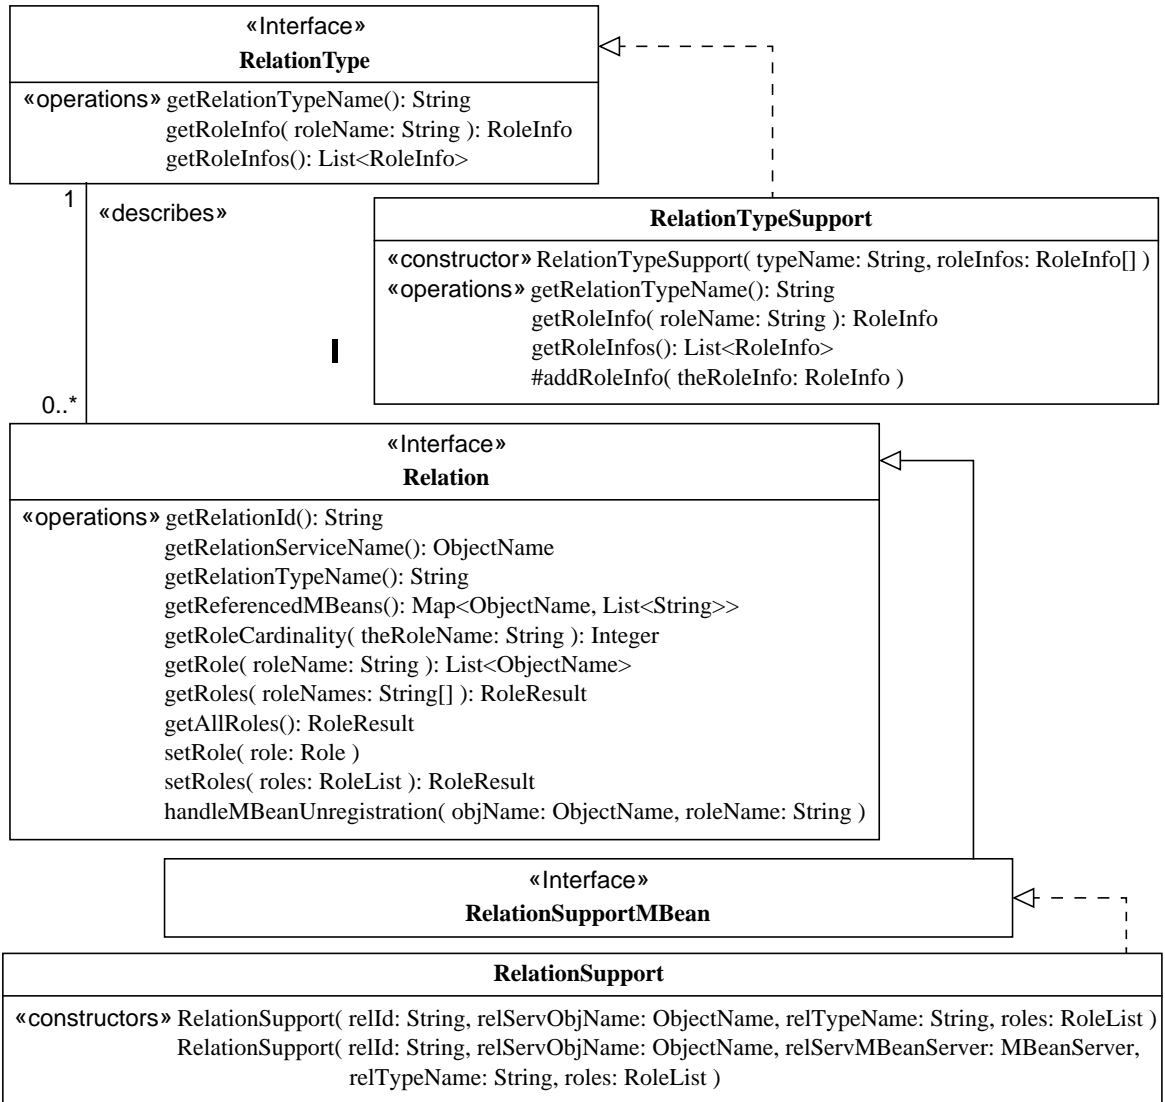 «Interface»
RelationType
«operations» getRelationTypeName(): String
getRoleInfo( roleName: String ): RoleInfo
getRoleInfos(): List<RoleInfo>
1
«describes»
RelationTypeSupport
«constructor» RelationTypeSupport( typeName: String, roleInfos: RoleInfo[] )
«operations» getRelationTypeName(): String
getRoleInfo( roleName: String ): RoleInfo
getRoleInfos(): List<RoleInfo>
#addRoleInfo( theRoleInfo: RoleInfo )
0..*
«Interface»
Relation
«operations» getRelationId(): String
getRelationServiceName(): ObjectName
getRelationTypeName(): String
getReferencedMBeans(): Map<ObjectName, List<String>>
getRoleCardinality( theRoleName: String ): Integer
getRole( roleName: String ): List<ObjectName>
getRoles( roleNames: String[] ): RoleResult
getAllRoles(): RoleResult
setRole( role: Role )
setRoles( roles: RoleList ): RoleResult
handleMBeanUnregistration( objName: ObjectName, roleName: String )
«Interface»
RelationSupportMBean
RelationSupport
«constructors» RelationSupport( relId: String, relServObjName: ObjectName, relTypeName: String, roles: RoleList )
RelationSupport( relId: String, relServObjName: ObjectName, relServMBeanServer: MBeanServer,
relTypeName: String, roles: RoleList )